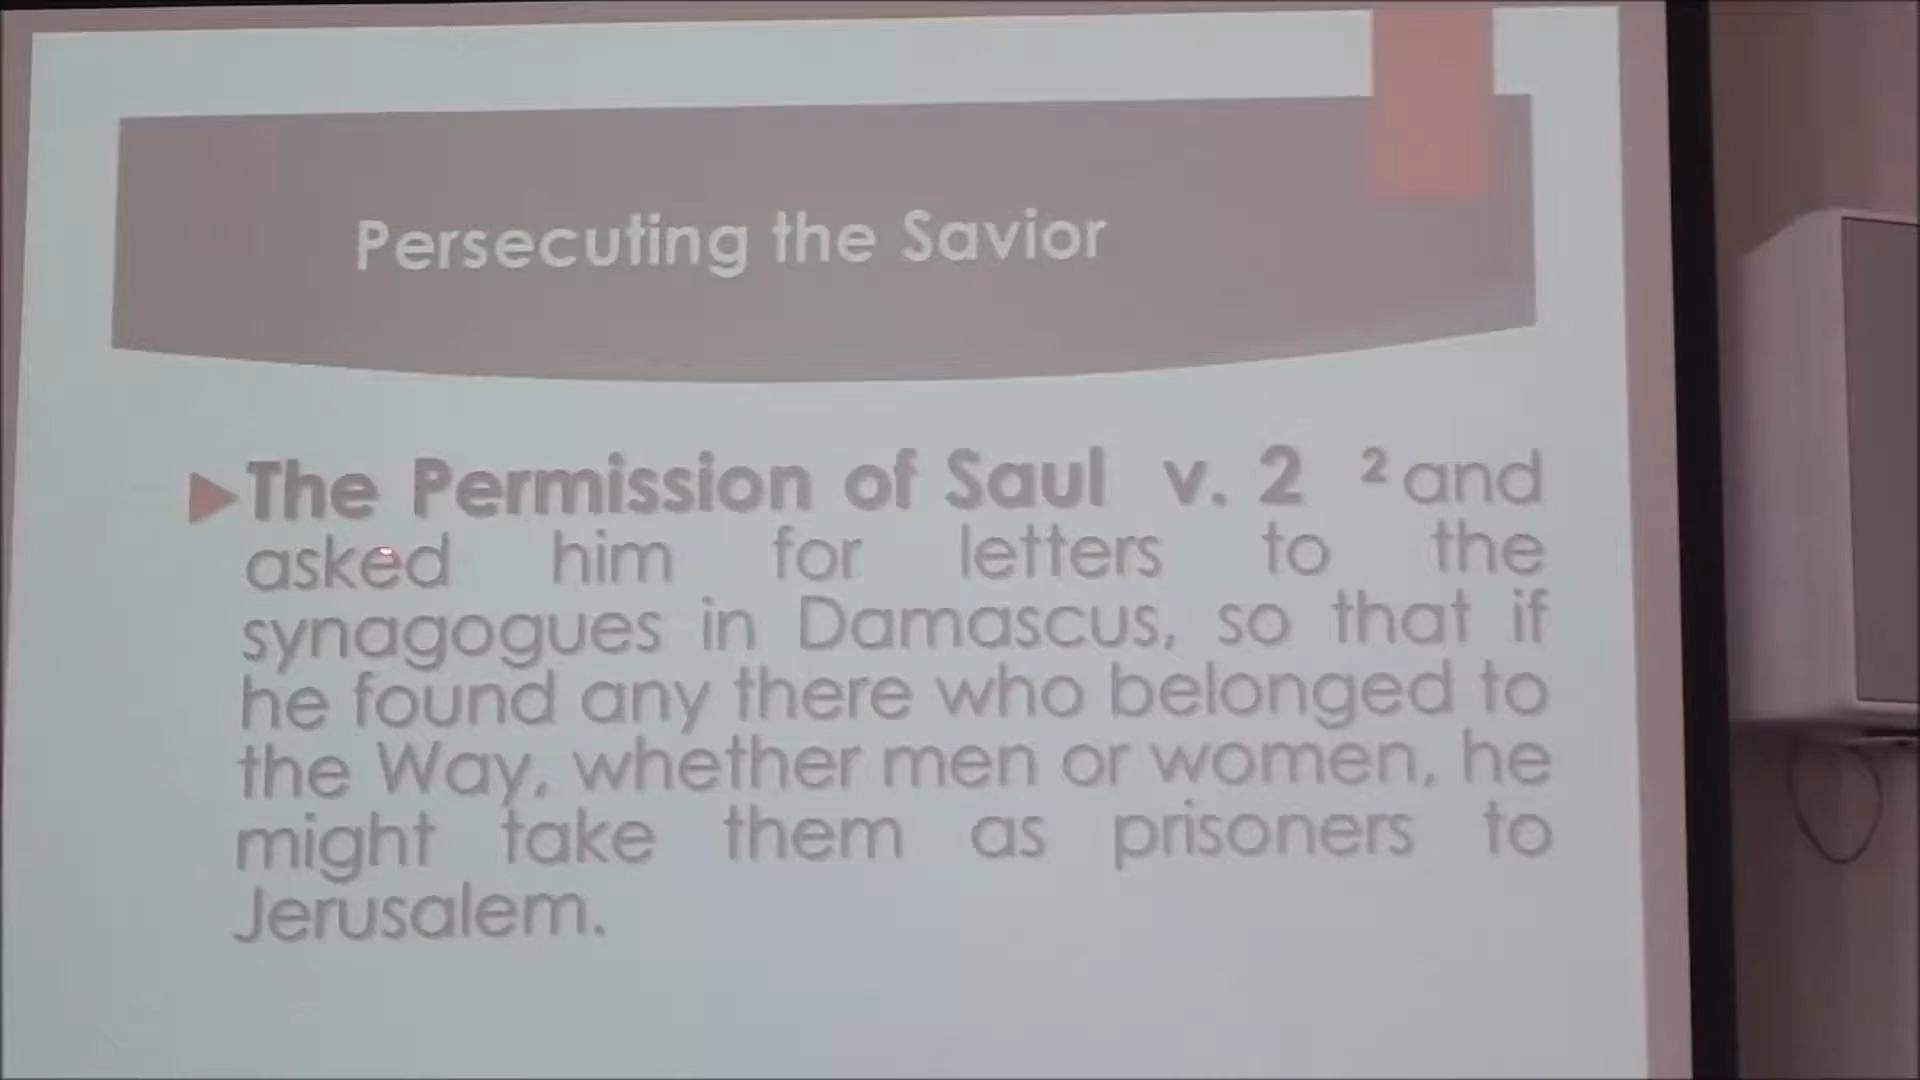 Persecuting the Savior
The Permission of Saul v. 2 ² and
asked him for letters to the
synagogues in Damascus, so that if
he found any there who belonged to
the Way, whether men or women, he
might take them as prisoners to
Jerusalem.